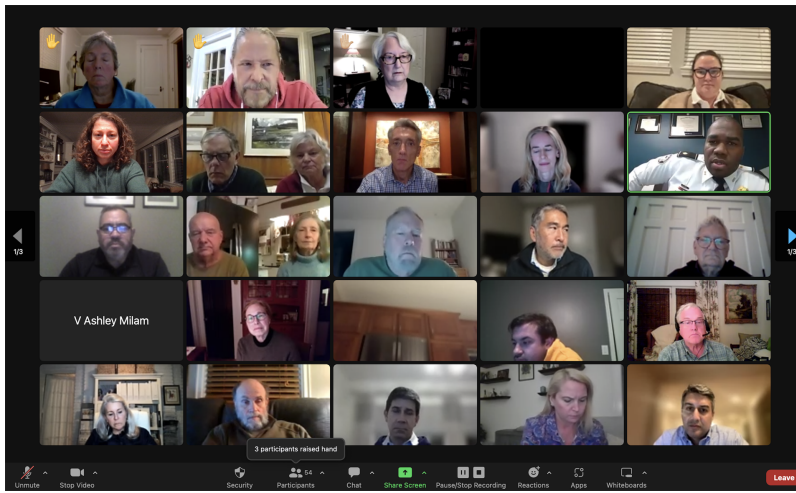 1/3
1/3
V Ashley Milam
3 participants raised hand
54
Unmute
Stop Video
Security
Participants
Chat
Share Screen
Pause/Stop Recording
Reactions
Apps
Whiteboards
Leave